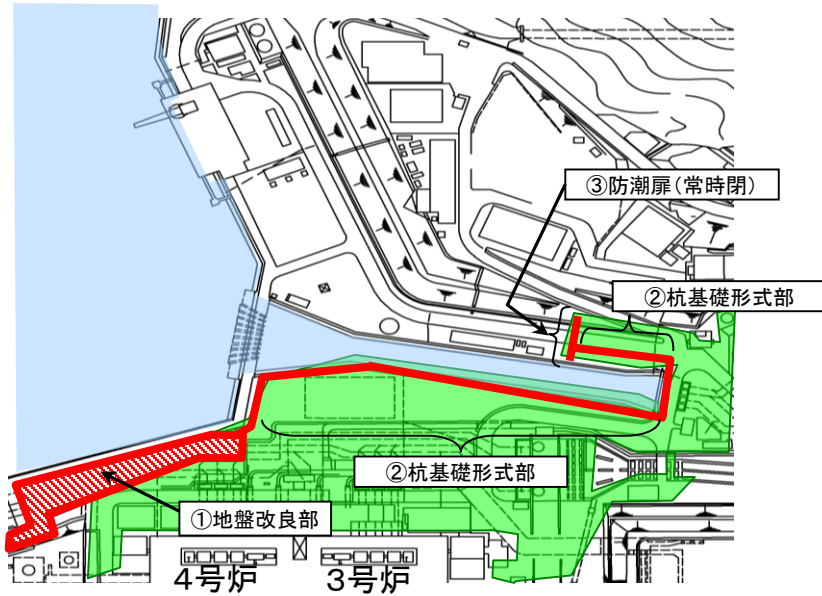 ③防潮扉(常時閉)
②杭基礎形式部
②杭基礎形式部
①地盤改良部
4号炉
3号炉